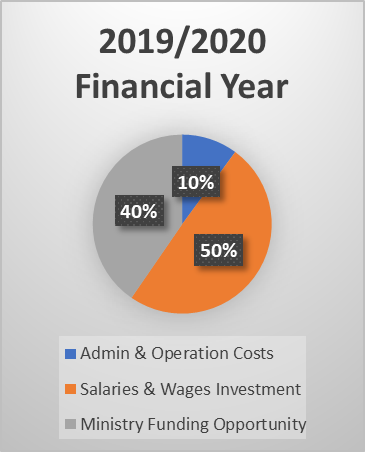 2019/2020
Financial Year
10%
40%
50%
Admin & Operation Costs
Salaries & Wages Investment
Ministry Funding Opportunity